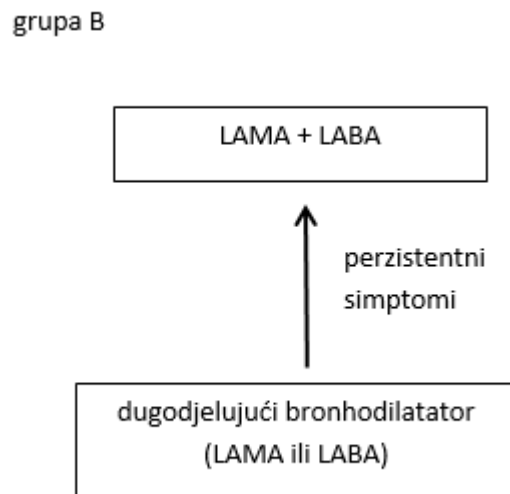 grupa B
LAMA + LABA
perzistentni
simptomi
dugodjelujući bronhodilatator
(LAMA ili LABA)